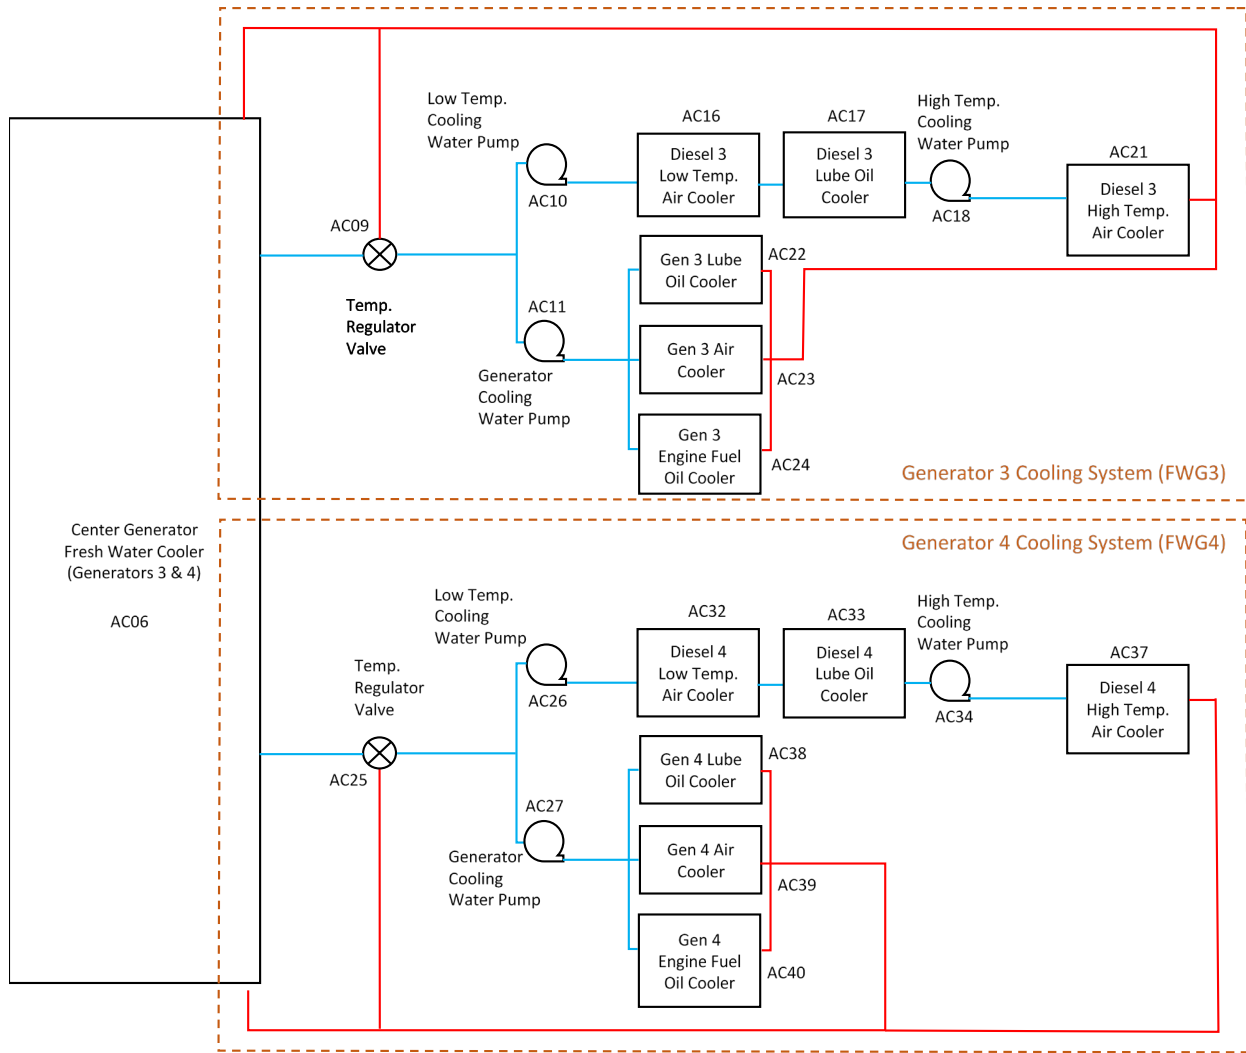 Low Temp.
Cooling
Water Pump
AC10
AC16
Diesel 3
Low Temp.
Air Cooler
AC17
Diesel 3
Lube Oil
Cooler
High Temp.
Cooling
Water Pump
AC18
AC21
Diesel 3
High Temp.
Air Cooler
AC09
Temp.
Regulator
Valve
AC11
Generator
Cooling
Water Pump
Gen 3 Lube
Oil Cooler
AC22
Gen 3 Air
Cooler
AC23
Gen 3
Engine Fuel
Oil Cooler
AC24
Generator 3 Cooling System (FWG3)
Center Generator
Fresh Water Cooler
(Generators 3 & 4)
AC06
Generator 4 Cooling System (FWG4)
Low Temp.
Cooling
Water Pump
AC26
AC32
Diesel 4
Low Temp.
Air Cooler
AC33
Diesel 4
Lube Oil
Cooler
High Temp.
Cooling
Water Pump
AC34
AC37
Diesel 4
High Temp.
Air Cooler
Temp.
Regulator
Valve
AC25
AC27
Generator
Cooling
Water Pump
Gen 4 Lube
Oil Cooler
AC38
Gen 4 Air
Cooler
AC39
Gen 4
Engine Fuel
Oil Cooler
AC40